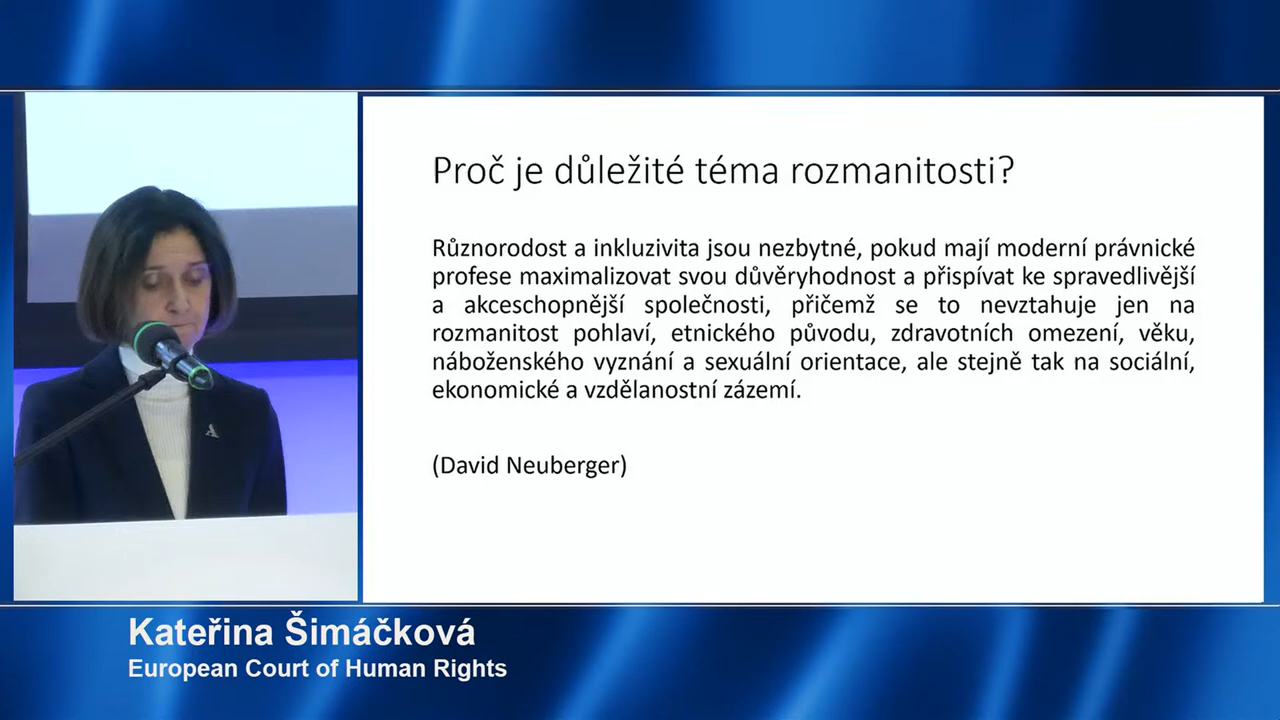 Proč je důležité téma rozmanitosti?
Různorodost a inkluzivita jsou nezbytné, pokud mají moderní právnické
profese maximalizovat svou důvěryhodnost a přispívat ke spravedlivější
a akceschopnější společnosti, přičemž se to nevztahuje jen na
rozmanitost pohlaví, etnického původu, zdravotních omezení, věku,
náboženského vyznání a sexuální orientace, ale stejně tak na sociální,
ekonomické a vzdělanostní zázemí.
(David Neuberger)
Kateřina Šimáčková
European Court of Human Rights